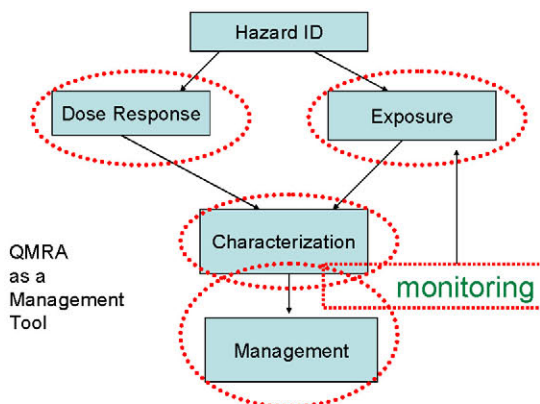 Hazard ID
Dose Response
Exposure
Characterization
QMRA
as a
Management
Tool
monitoring
Management